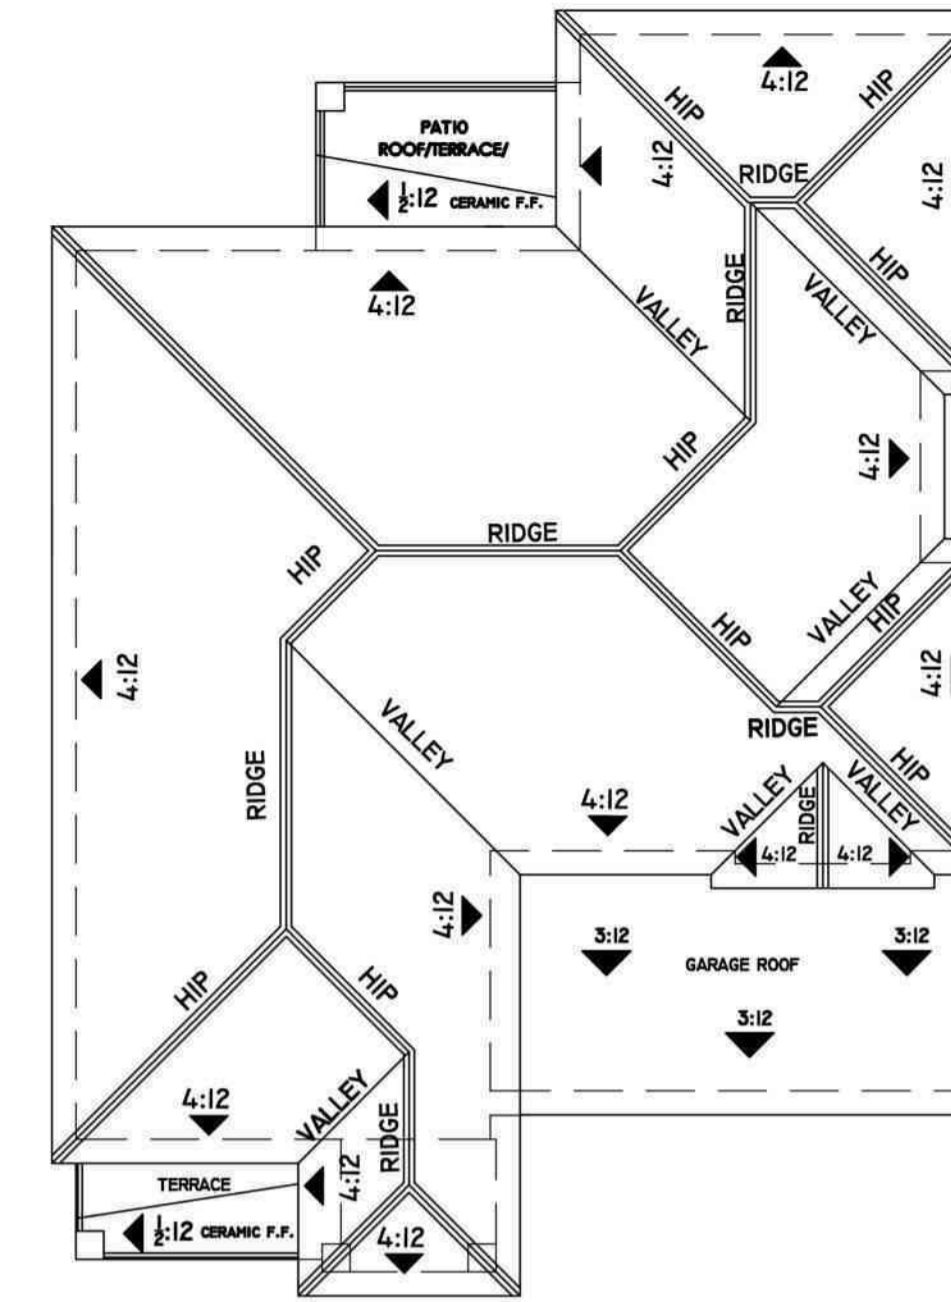 4:12
HIP
HIP
PATIO
ROOF/TERRACE/
4:12
4:12
RIDGE
½:12 CERAMIC F.F.
HIP
RIDGE
4:12
VALLEY
VALLEY
4:12
HIP
RIDGE
HIP
VALLEY
HIP
HIP
4:12
4:12
VALLEY
RIDGE
HIP
RIDGE
4:12
VALLEY
RIDGE
VALLEY
4:12
4:12
4:12
3:12
3:12
GARAGE ROOF
HIP
HIP
3:12
4:12
VALLEY
RIDGE
TERRACE
4:12
½:12 CERAMIC F.F.
4:12